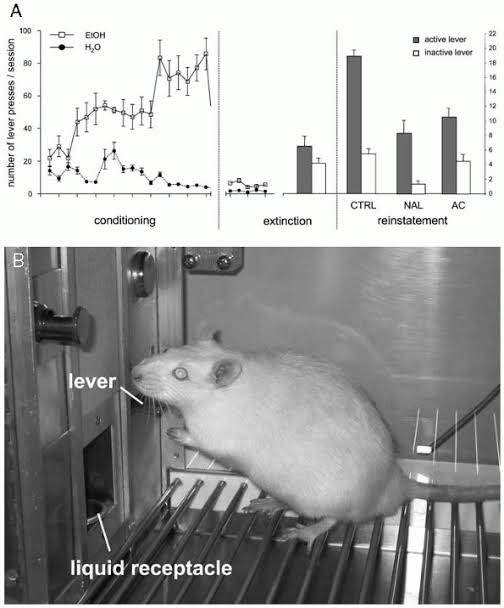 A
EtOH
H₂O
active lever
inactive lever
number of lever presses / session
100
80
60
40
20
0
22
20
18
16
14
12
10
8
6
4
2
0
CTRL NAL AC
conditioning extinction reinstatement
B
lever
liquid receptacle